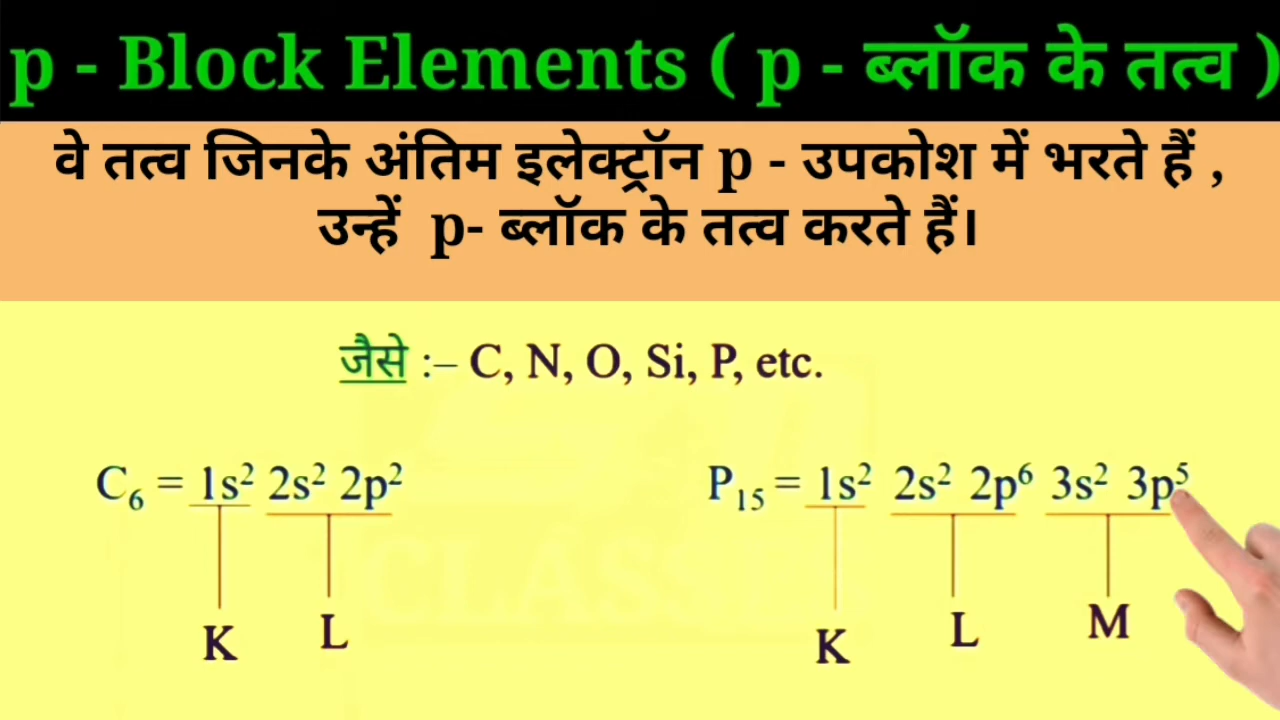 p - Block Elements ( p - ब्लॉक के तत्व )
वे तत्व जिनके अंतिम इलेक्ट्रॉन p - उपकोश में भरते हैं ,
उन्हें p- ब्लॉक के तत्व करते हैं।
जैसे :– C, N, O, Si, P, etc.
C₆ = 1s² 2s² 2p²
P₁₅ = 1s² 2s² 2p⁶ 3s² 3p⁵
K L
K L M
CLASSES